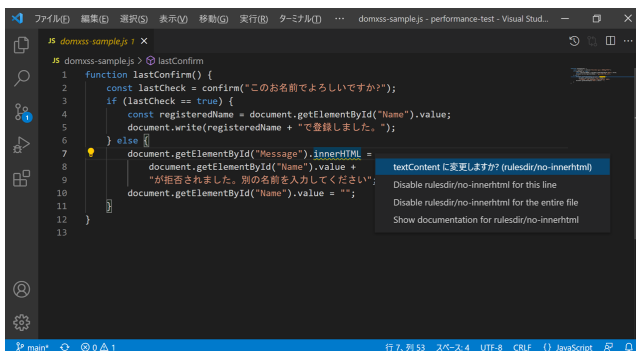 ファイル(F) 編集(E) 選択(S) 表示(V) 移動(G) 実行(R) ターミナル(T) ··· domxss-sample.js - performance-test - Visual Stud...
JS domxss-sample.js 1 ×
JS domxss-sample.js > lastConfirm
1 function lastConfirm() {
2 const lastCheck = confirm("このお名前でよろしいですか?");
3 if (lastCheck == true) {
4 const registeredName = document.getElementById("Name").value;
5 document.write(registeredName + "で登録しました。");
6 } else {
7 document.getElementById("Message").innerHTML =
8 document.getElementById("Name").value +
9 "が拒否されました。別の名前を入力してください";
10 document.getElementById("Name").value = "";
11 }
12 }
13
textContent に変更しますか? (rulesdir/no-innerhtml)
Disable rulesdir/no-innerhtml for this line
Disable rulesdir/no-innerhtml for the entire file
Show documentation for rulesdir/no-innerhtml
main* 0 1 行 7、列 53 スペース: 4 UTF-8 CRLF {} JavaScript